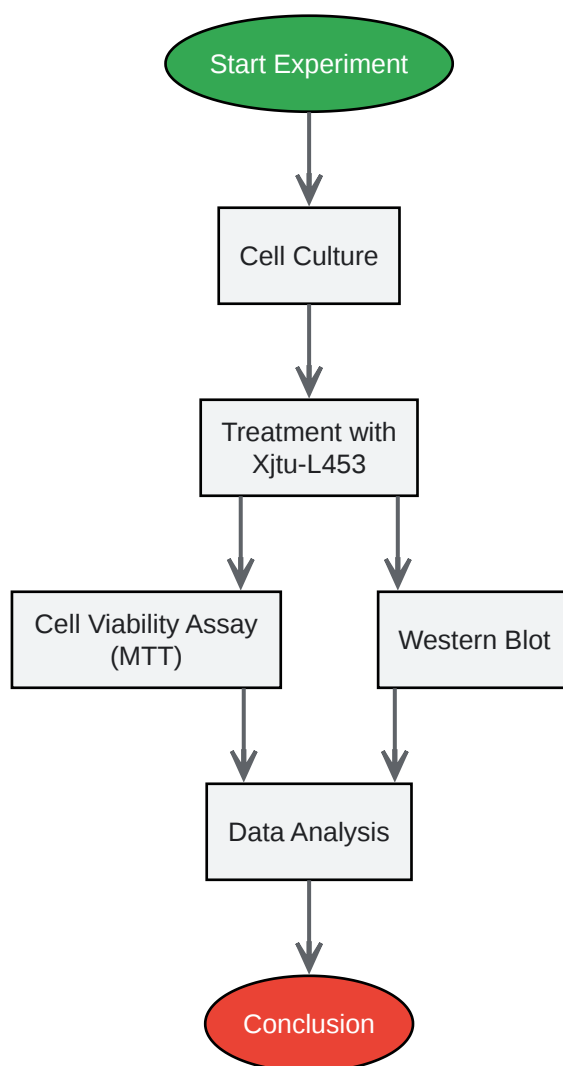 Start Experiment
Cell Culture
Treatment with
Xjtu-L453
Cell Viability Assay
(MTT)
Western Blot
Data Analysis
Conclusion